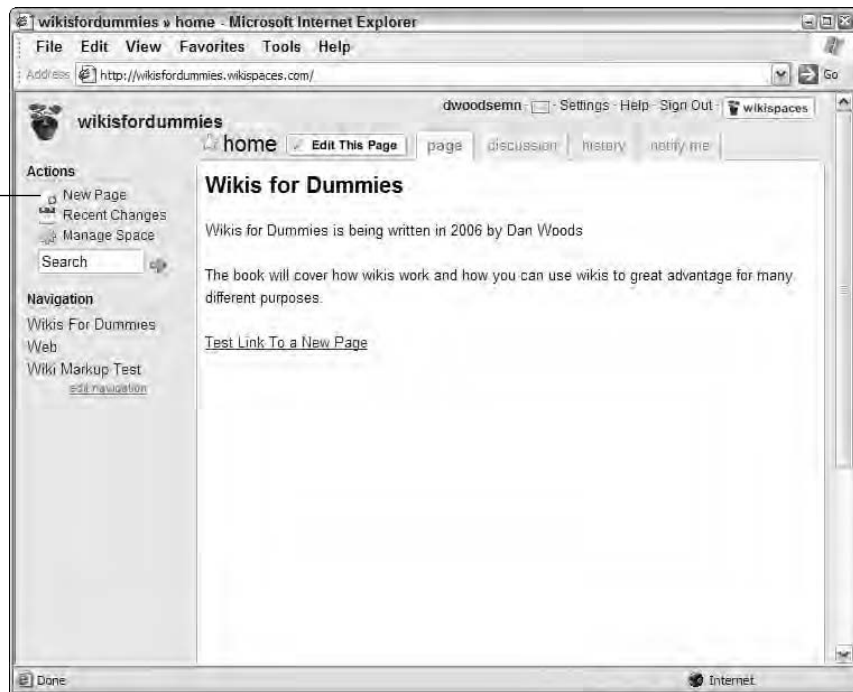 wikisfordummies » home - Microsoft Internet Explorer
File Edit View Favorites Tools Help
Address http://wikisfordummies.wikispaces.com/ Go
dwoodsemn · · Settings · Help · Sign Out · wikispaces
wikisfordummies
home Edit This Page page discussion history notify me
Actions
New Page
Recent Changes
Manage Space
Search
Navigation
Wikis For Dummies
Web
Wiki Markup Test
edit navigation
Wikis for Dummies
Wikis for Dummies is being written in 2006 by Dan Woods
The book will cover how wikis work and how you can use wikis to great advantage for many
different purposes.
Test Link To a New Page
Done Internet